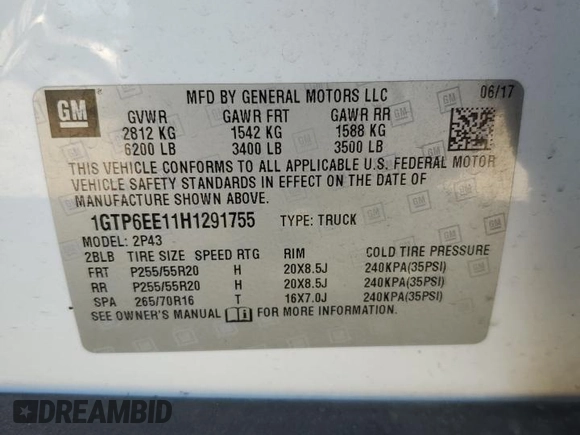 GM
MFD BY GENERAL MOTORS LLC 06/17
GVWR GAWR FRT GAWR RR
2812 KG 1542 KG 1588 KG
6200 LB 3400 LB 3500 LB
THIS VEHICLE CONFORMS TO ALL APPLICABLE U.S. FEDERAL MOTOR
VEHICLE SAFETY STANDARDS IN EFFECT ON THE DATE OF
MANUFACTURE SHOWN ABOVE.
1GTP6EE11H1291755 TYPE: TRUCK
MODEL: 2P43
2BLB TIRE SIZE SPEED RTG RIM COLD TIRE PRESSURE
FRT P255/55R20 H 20X8.5J 240KPA(35PSI)
RR P255/55R20 H 20X8.5J 240KPA(35PSI)
SPA 265/70R16 T 16X7.0J 240KPA(35PSI)
SEE OWNER'S MANUAL FOR MORE INFORMATION.
DREAMBID